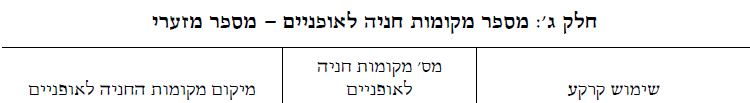 חלק ג׳: מספר מקומות חניה לאופניים – מספר מזערי
שימוש קרקע
מס׳ מקומות חניה
לאופניים
מיקום מקומות החניה לאופניים